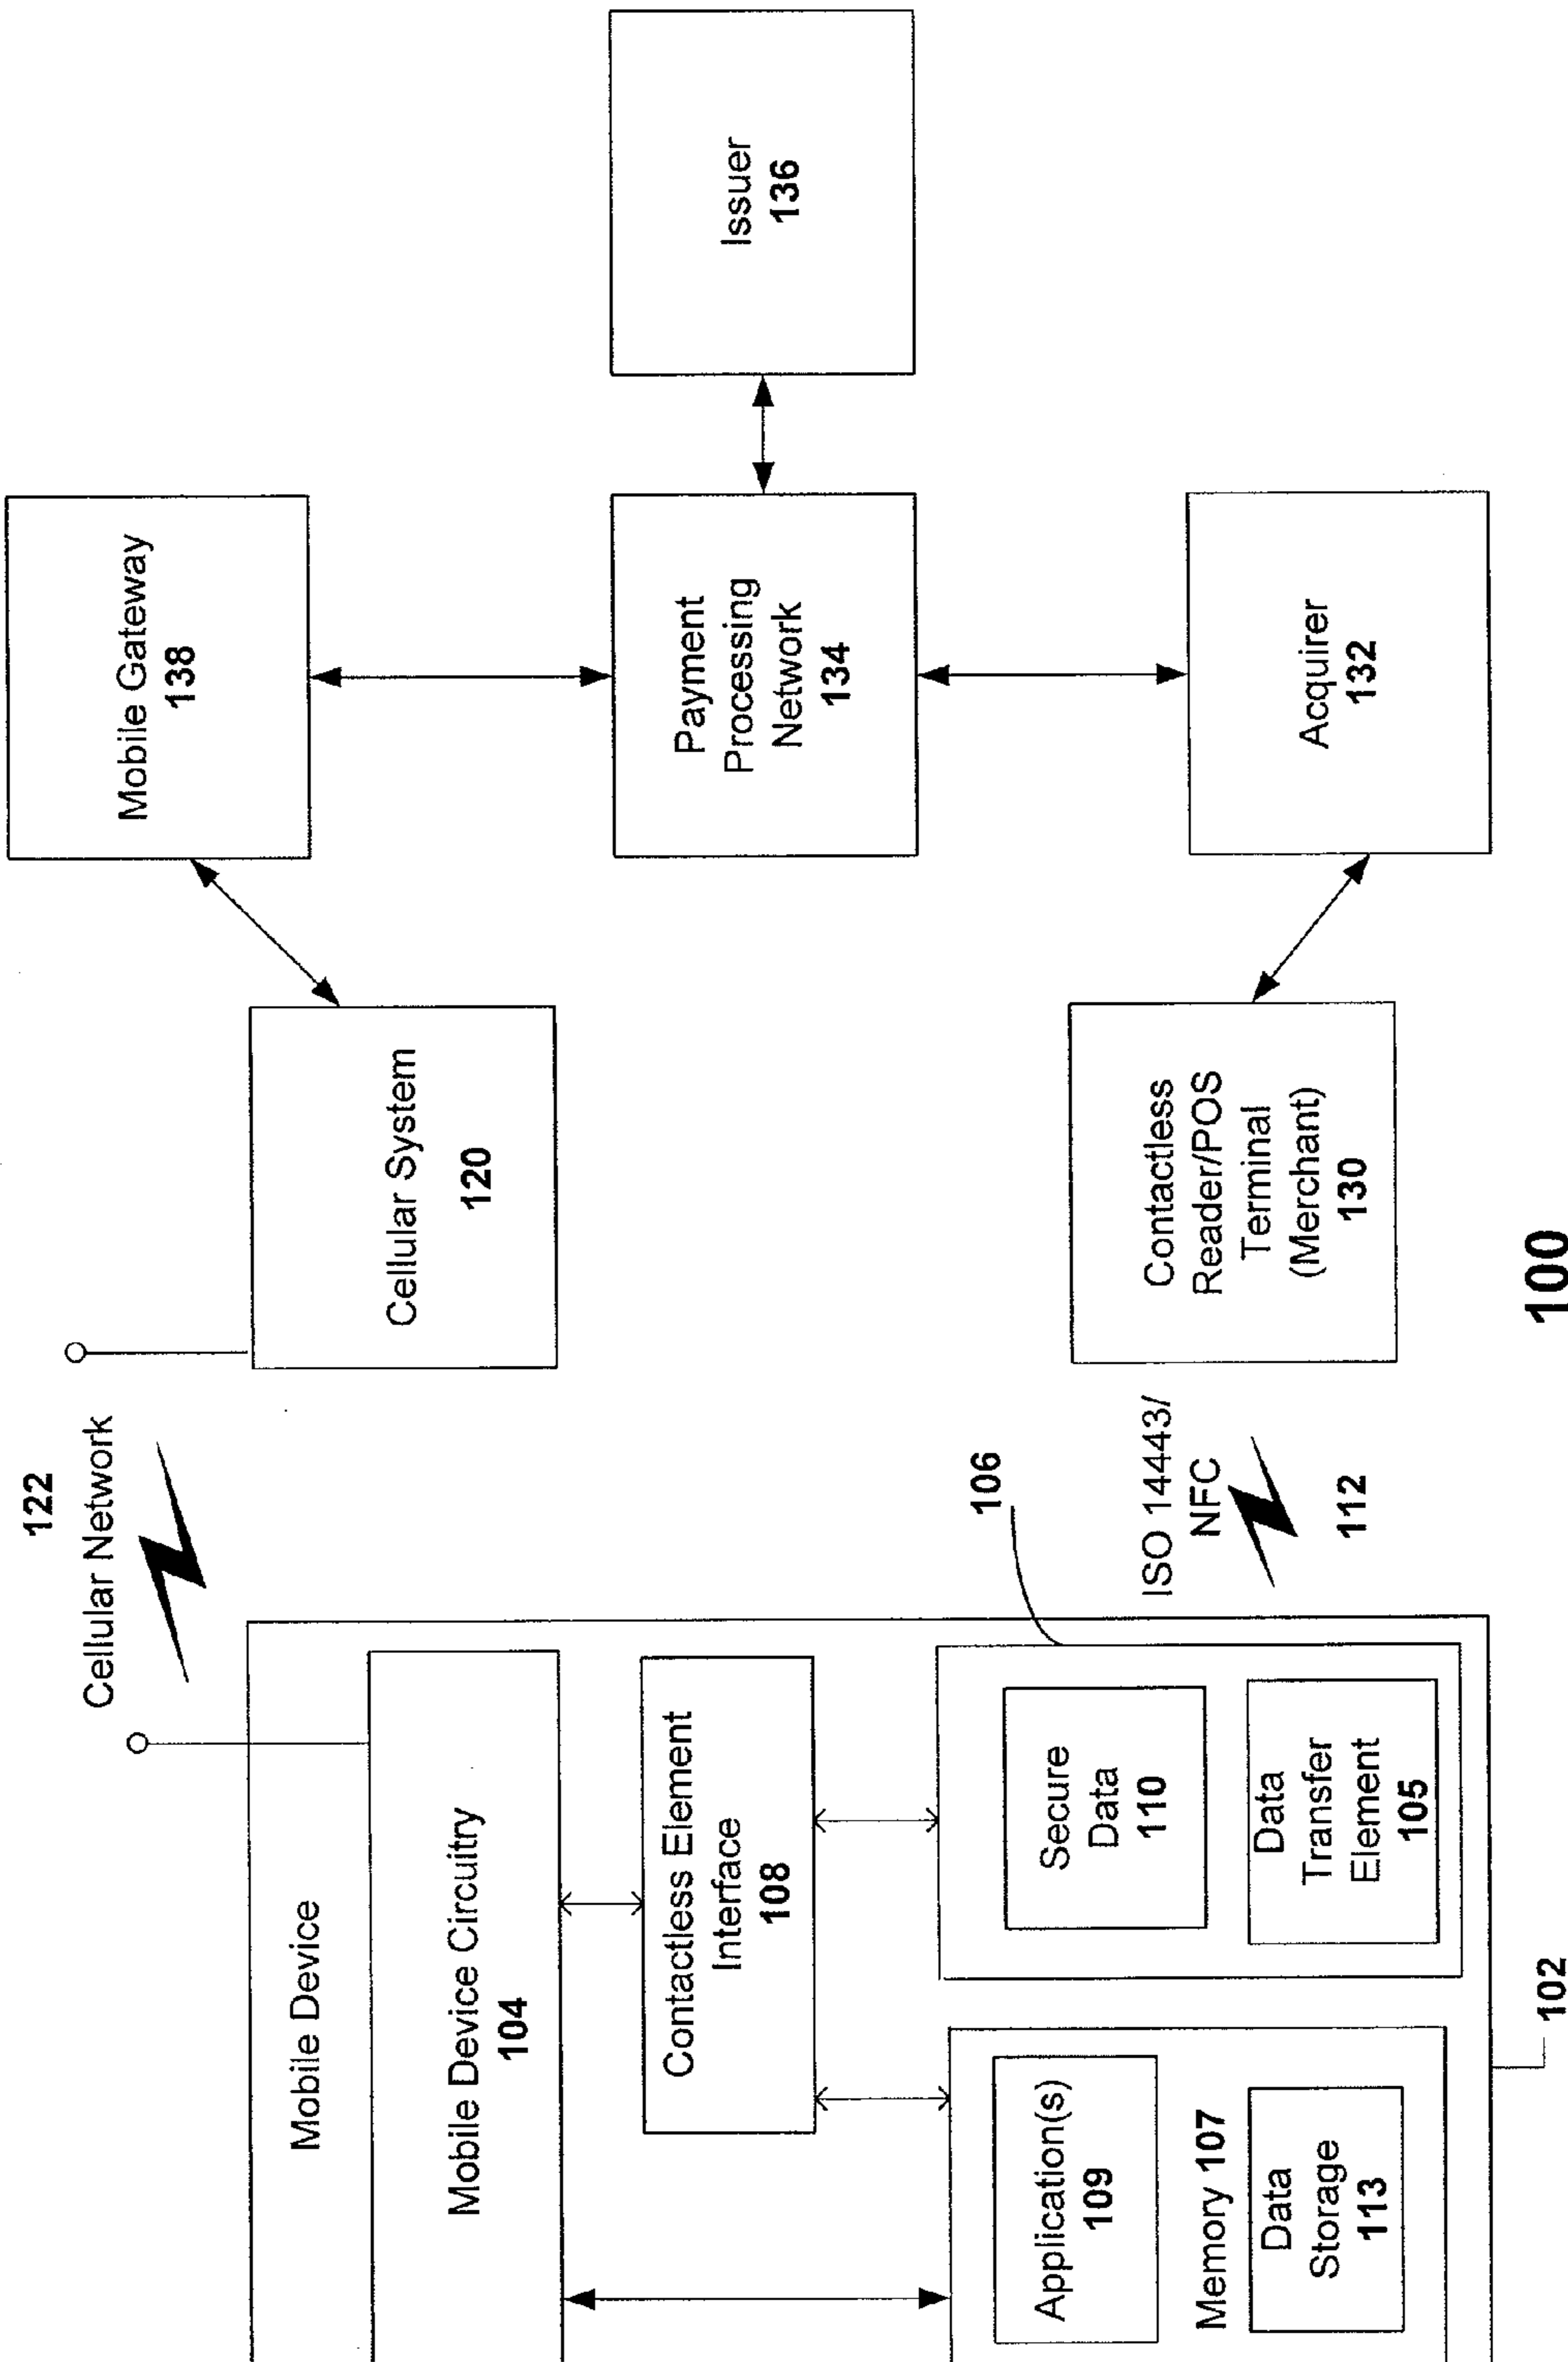 122
Cellular Network
Mobile Device
Mobile Device Circuitry
104
Contactless Element
Interface
108
Application(s)
109
Memory 107
Data
Storage
113
Secure
Data
110
Data
Transfer
Element
105
102
106
ISO 14443/
NFC
112
Cellular System
120
Contactless
Reader/POS
Terminal
(Merchant)
130
Mobile Gateway
138
Payment
Processing
Network
134
Acquirer
132
Issuer
136
100